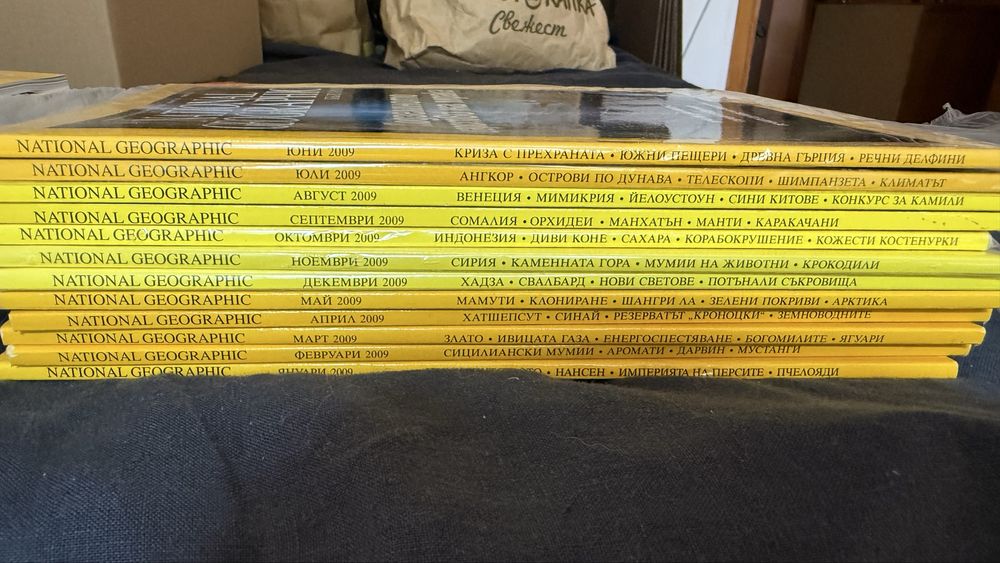 Свежест
NATIONAL GEOGRAPHIC ЮНИ 2009 КРИЗА С ПРЕХРАНАТА • ЮЖНИ ПЕЩЕРИ • ДРЕВНА ГЪРЦИЯ • РЕЧНИ ДЕЛФИНИ
NATIONAL GEOGRAPHIC ЮЛИ 2009 АНГКОР • ОСТРОВИ ПО ДУНАВА • ТЕЛЕСКОПИ • ШИМПАНЗЕТА • КЛИМАТЪТ
NATIONAL GEOGRAPHIC АВГУСТ 2009 ВЕНЕЦИЯ • МИМИКРИЯ • ЙЕЛОУСТОУН • СИНИ КИТОВЕ • КОНКУРС ЗА КАМИЛИ
NATIONAL GEOGRAPHIC СЕПТЕМВРИ 2009 СОМАЛИЯ • ОРХИДЕИ • МАНХАТЪН • МАНТИ • КАРАКАЧАНИ
NATIONAL GEOGRAPHIC ОКТОМВРИ 2009 ИНДОНЕЗИЯ • ДИВИ КОНЕ • САХАРА • КОРАБОКРУШЕНИЕ • КОЖЕСТИ КОСТЕНУРКИ
NATIONAL GEOGRAPHIC НОЕМВРИ 2009 СИРИЯ • КАМЕННАТА ГОРА • МУМИИ НА ЖИВОТНИ • КРОКОДИЛИ
NATIONAL GEOGRAPHIC ДЕКЕМВРИ 2009 ХАДЗА • СВАЛБАРД • НОВИ СВЕТОВЕ • ПОТЪНАЛИ СЪКРОВИЩА
NATIONAL GEOGRAPHIC МАЙ 2009 МАМУТИ • КЛОНИРАНЕ • ШАНГРИ ЛА • ЗЕЛЕНИ ПОКРИВИ • АРКТИКА
NATIONAL GEOGRAPHIC АПРИЛ 2009 ХАТШЕПСУТ • СИНАЙ • РЕЗЕРВАТЪТ „КРОНОЦКИ“ • ЗЕМНОВОДНИТЕ
NATIONAL GEOGRAPHIC МАРТ 2009 ЗЛАТО • ИВИЦАТА ГАЗА • ЕНЕРГОСПЕСТЯВАНЕ • БОГОМИЛИТЕ • ЯГУАРИ
NATIONAL GEOGRAPHIC ФЕВРУАРИ 2009 СИЦИЛИАНСКИ МУМИИ • АРОМАТИ • ДАРВИН • МУСТАНГИ
NATIONAL GEOGRAPHIC ЯНУАРИ 2009 • НАНСЕН • ИМПЕРИЯТА НА ПЕРСИТЕ • ПЧЕЛОЯДИ